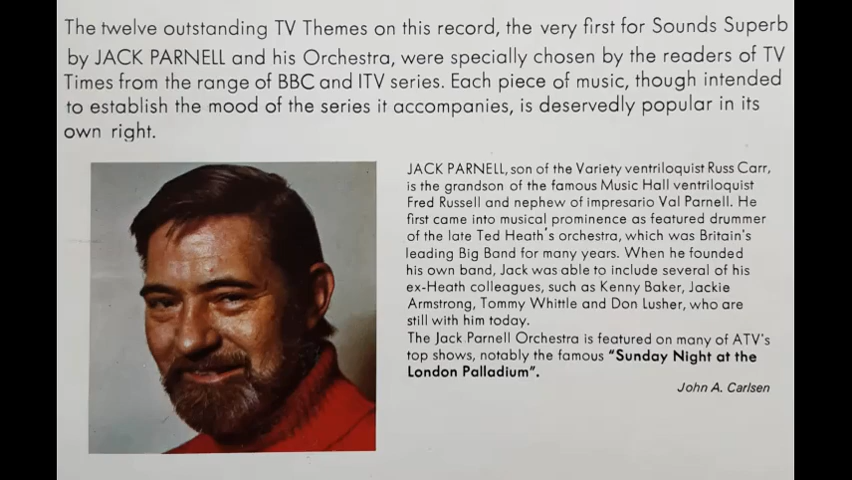 The twelve outstanding TV Themes on this record, the very first for Sounds Superb
by JACK PARNELL and his Orchestra, were specially chosen by the readers of TV
Times from the range of BBC and ITV series. Each piece of music, though intended
to establish the mood of the series it accompanies, is deservedly popular in its
own right.
JACK PARNELL, son of the Variety ventriloquist Russ Carr,
is the grandson of the famous Music Hall ventriloquist
Fred Russell and nephew of impresario Val Parnell. He
first came into musical prominence as featured drummer
of the late Ted Heath's orchestra, which was Britain's
leading Big Band for many years. When he founded
his own band, Jack was able to include several of his
ex-Heath colleagues, such as Kenny Baker, Jackie
Armstrong, Tommy Whittle and Don Lusher, who are
still with him today.
The Jack Parnell Orchestra is featured on many of ATV's
top shows, notably the famous "Sunday Night at the
London Palladium".
John A. Carlsen